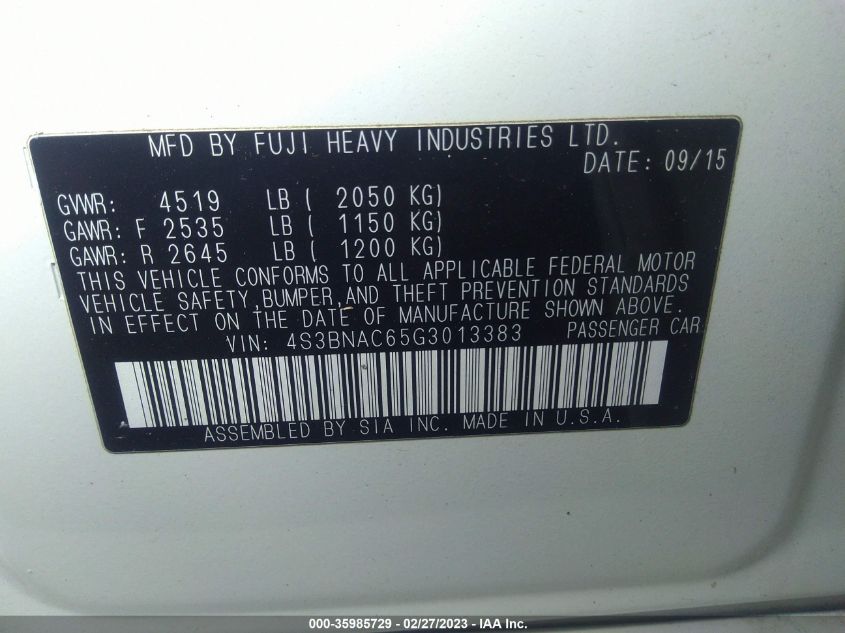 MFD BY FUJI HEAVY INDUSTRIES LTD.
DATE: 09/15
GVWR: 4519 LB ( 2050 KG)
GAWR: F 2535 LB ( 1150 KG)
GAWR: R 2645 LB ( 1200 KG)
THIS VEHICLE CONFORMS TO ALL APPLICABLE FEDERAL MOTOR
VEHICLE SAFETY,BUMPER,AND THEFT PREVENTION STANDARDS
IN EFFECT ON THE DATE OF MANUFACTURE SHOWN ABOVE.
VIN: 4S3BNAC65G3013383 PASSENGER CAR
ASSEMBLED BY SIA INC. MADE IN U.S.A.
000-35985729 - 02/27/2023 - IAA Inc.